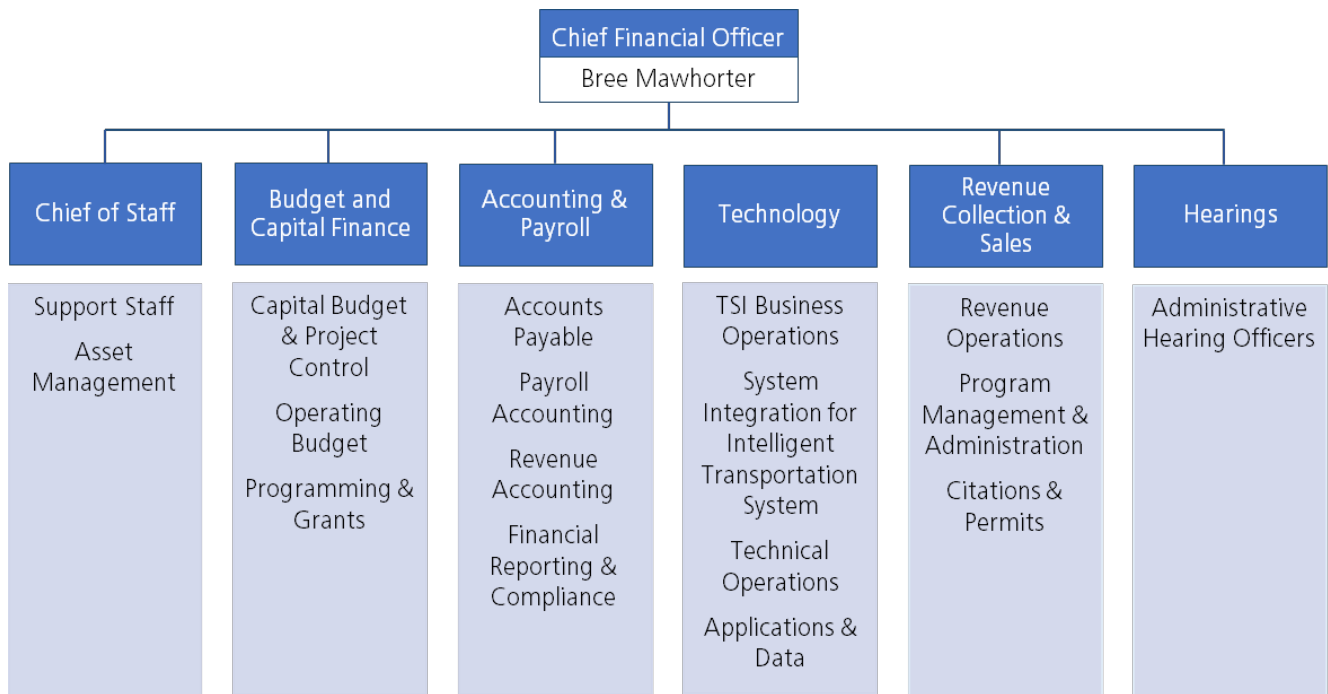 Chief Financial Officer
Bree Mawhorter
Chief of Staff
Support Staff
Asset
Management
Budget and
Capital Finance
Capital Budget
& Project
Control
Operating
Budget
Programming &
Grants
Accounting &
Payroll
Accounts
Payable
Payroll
Accounting
Revenue
Accounting
Financial
Reporting &
Compliance
Technology
TSI Business
Operations
System
Integration for
Intelligent
Transportation
System
Technical
Operations
Applications &
Data
Revenue
Collection &
Sales
Revenue
Operations
Program
Management &
Administration
Citations &
Permits
Hearings
Administrative
Hearing Officers